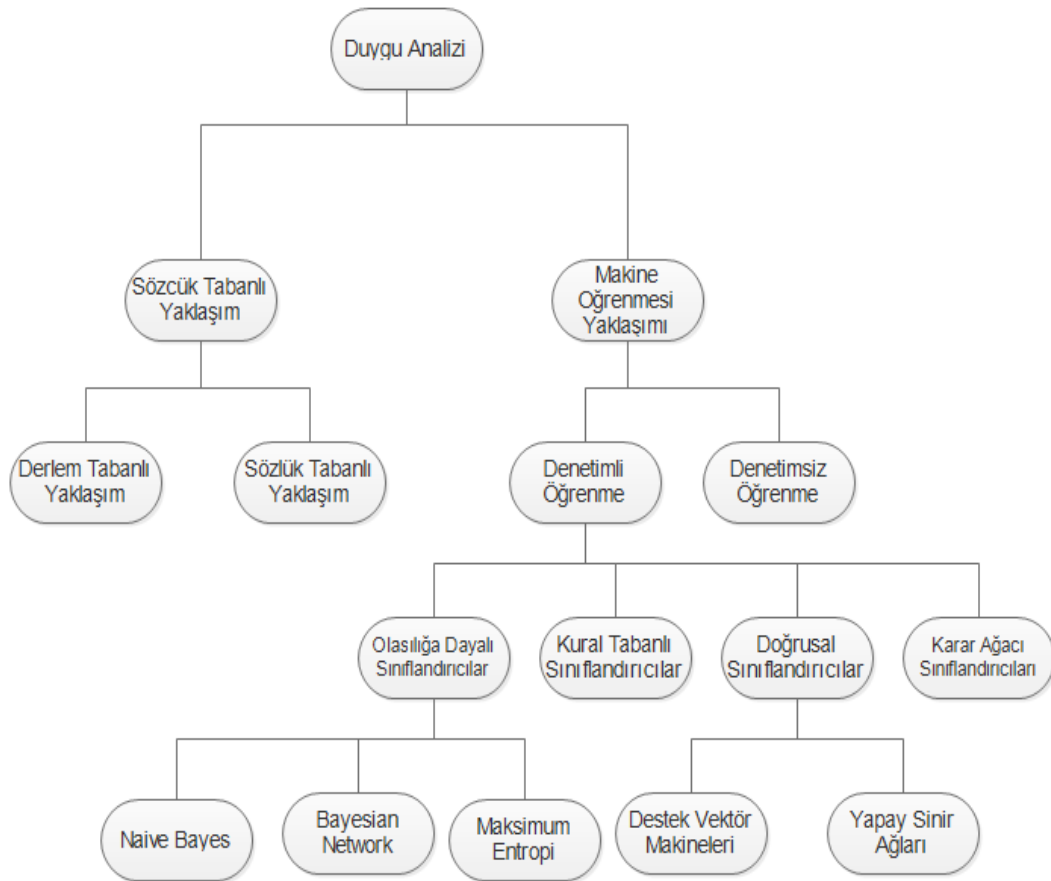 Duygu Analizi
Sözcük Tabanlı
Yaklaşım
Makine
Öğrenmesi
Yaklaşımı
Derlem Tabanlı
Yaklaşım
Sözlük Tabanlı
Yaklaşım
Denetimli
Öğrenme
Denetimsiz
Öğrenme
Olasılığa Dayalı
Sınıflandırıcılar
Kural Tabanlı
Sınıflandırıcılar
Doğrusal
Sınıflandırıcılar
Karar Ağacı
Sınıflandırıcıları
Naive Bayes
Bayesian
Network
Maksimum
Entropi
Destek Vektör
Makineleri
Yapay Sinir
Ağları